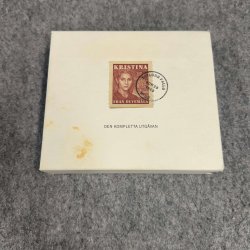 KRISTINA
FRÅN DUVEMÅLA
DEN KOMPLETTA UTGÅVAN